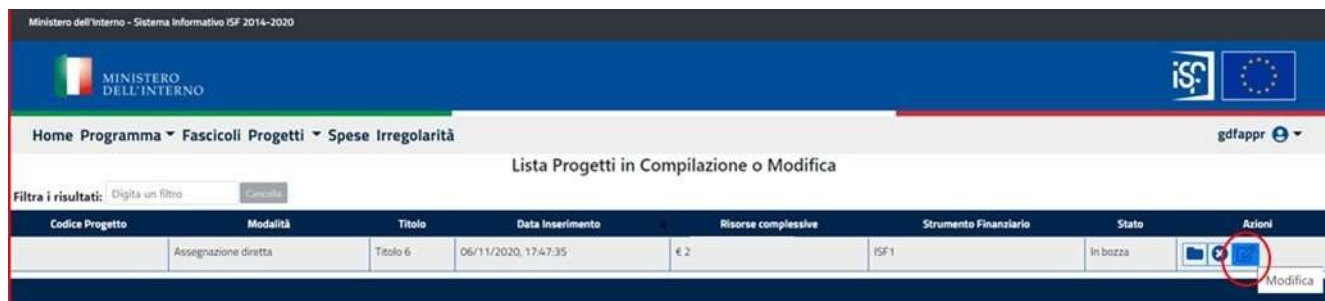 Ministero dell'Interno - Sistema Informativo ISF 2014-2020
MINISTERO
DELL'INTERNO
isf
Home Programma Fascicoli Progetti Spese Irregolarità gdfappr
Lista Progetti in Compilazione o Modifica
Filtra i risultati: Digita un filtro Cancella
Codice Progetto Modalità Titolo Data Inserimento Risorse complessive Strumento Finanziario Stato Azioni
Assegnazione diretta Titolo 6 06/11/2020, 17:47:35 € 2 ISF1 In bozza
Modifica